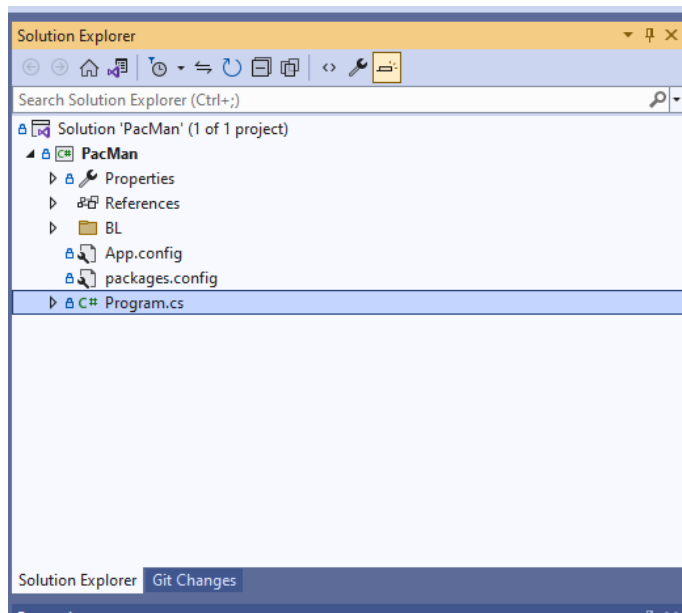 Solution Explorer
Search Solution Explorer (Ctrl+;)
Solution 'PacMan' (1 of 1 project)
C# PacMan
Properties
References
BL
App.config
packages.config
C# Program.cs
Solution Explorer Git Changes